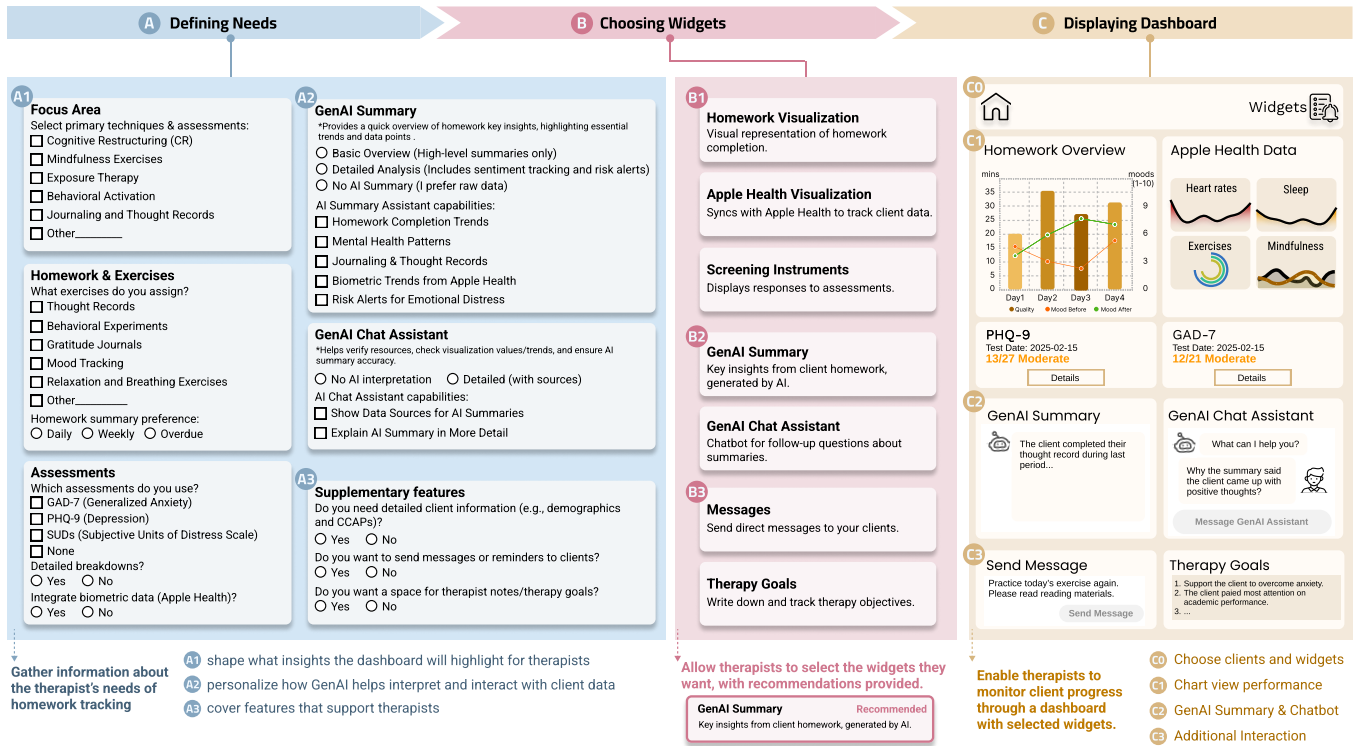 A Defining Needs
B Choosing Widgets
C Displaying Dashboard
A1
Focus Area
Select primary techniques & assessments:
Cognitive Restructuring (CR)
Mindfulness Exercises
Exposure Therapy
Behavioral Activation
Journaling and Thought Records
Other________
Homework & Exercises
What exercises do you assign?
Thought Records
Behavioral Experiments
Gratitude Journals
Mood Tracking
Relaxation and Breathing Exercises
Other_________
Homework summary preference:
Daily Weekly Overdue
Assessments
Which assessments do you use?
GAD-7 (Generalized Anxiety)
PHQ-9 (Depression)
SUDs (Subjective Units of Distress Scale)
None
Detailed breakdowns?
Yes No
Integrate biometric data (Apple Health)?
Yes No
A2
GenAI Summary
*Provides a quick overview of homework key insights, highlighting essential
trends and data points .
Basic Overview (High-level summaries only)
Detailed Analysis (Includes sentiment tracking and risk alerts)
No AI Summary (I prefer raw data)
AI Summary Assistant capabilities:
Homework Completion Trends
Mental Health Patterns
Journaling & Thought Records
Biometric Trends from Apple Health
Risk Alerts for Emotional Distress
GenAI Chat Assistant
*Helps verify resources, check visualization values/trends, and ensure AI
summary accuracy.
No AI interpretation Detailed (with sources)
AI Chat Assistant capabilities:
Show Data Sources for AI Summaries
Explain AI Summary in More Detail
A3
Supplementary features
Do you need detailed client information (e.g., demographics
and CCAPs)?
Yes No
Do you want to send messages or reminders to clients?
Yes No
Do you want a space for therapist notes/therapy goals?
Yes No
B1
Homework Visualization
Visual representation of homework
completion.
Apple Health Visualization
Syncs with Apple Health to track client data.
Screening Instruments
Displays responses to assessments.
B2
GenAI Summary
Key insights from client homework,
generated by AI.
GenAI Chat Assistant
Chatbot for follow-up questions about
summaries.
B3
Messages
Send direct messages to your clients.
Therapy Goals
Write down and track therapy objectives.
C0
Widgets
C1
Homework Overview
mins
moods
(1-10)
35
30
25
20
15
10
5
0
9
6
3
0
Day1 Day2 Day3 Day4
Quality Mood Before Mood After
Apple Health Data
Heart rates
Sleep
Exercises
Mindfulness
PHQ-9
Test Date: 2025-02-15
13/27 Moderate
Details
GAD-7
Test Date: 2025-02-15
12/21 Moderate
Details
C2
GenAI Summary
The client completed their
thought record during last
period...
GenAI Chat Assistant
What can I help you?
Why the summary said
the client came up with
positive thoughts?
Message GenAI Assistant
C3
Send Message
Practice today's exercise again.
Please read reading materials.
Send Message
Therapy Goals
1. Support the client to overcome anxiety.
2. The client paied most attention on
academic performance.
3. ...
Gather information about
the therapist's needs of
homework tracking
A1 shape what insights the dashboard will highlight for therapists
A2 personalize how GenAI helps interpret and interact with client data
A3 cover features that support therapists
Allow therapists to select the widgets they
want, with recommendations provided.
GenAI Summary Recommended
Key insights from client homework, generated by AI.
Enable therapists to
monitor client progress
through a dashboard
with selected widgets.
C0 Choose clients and widgets
C1 Chart view performance
C2 GenAI Summary & Chatbot
C3 Additional Interaction